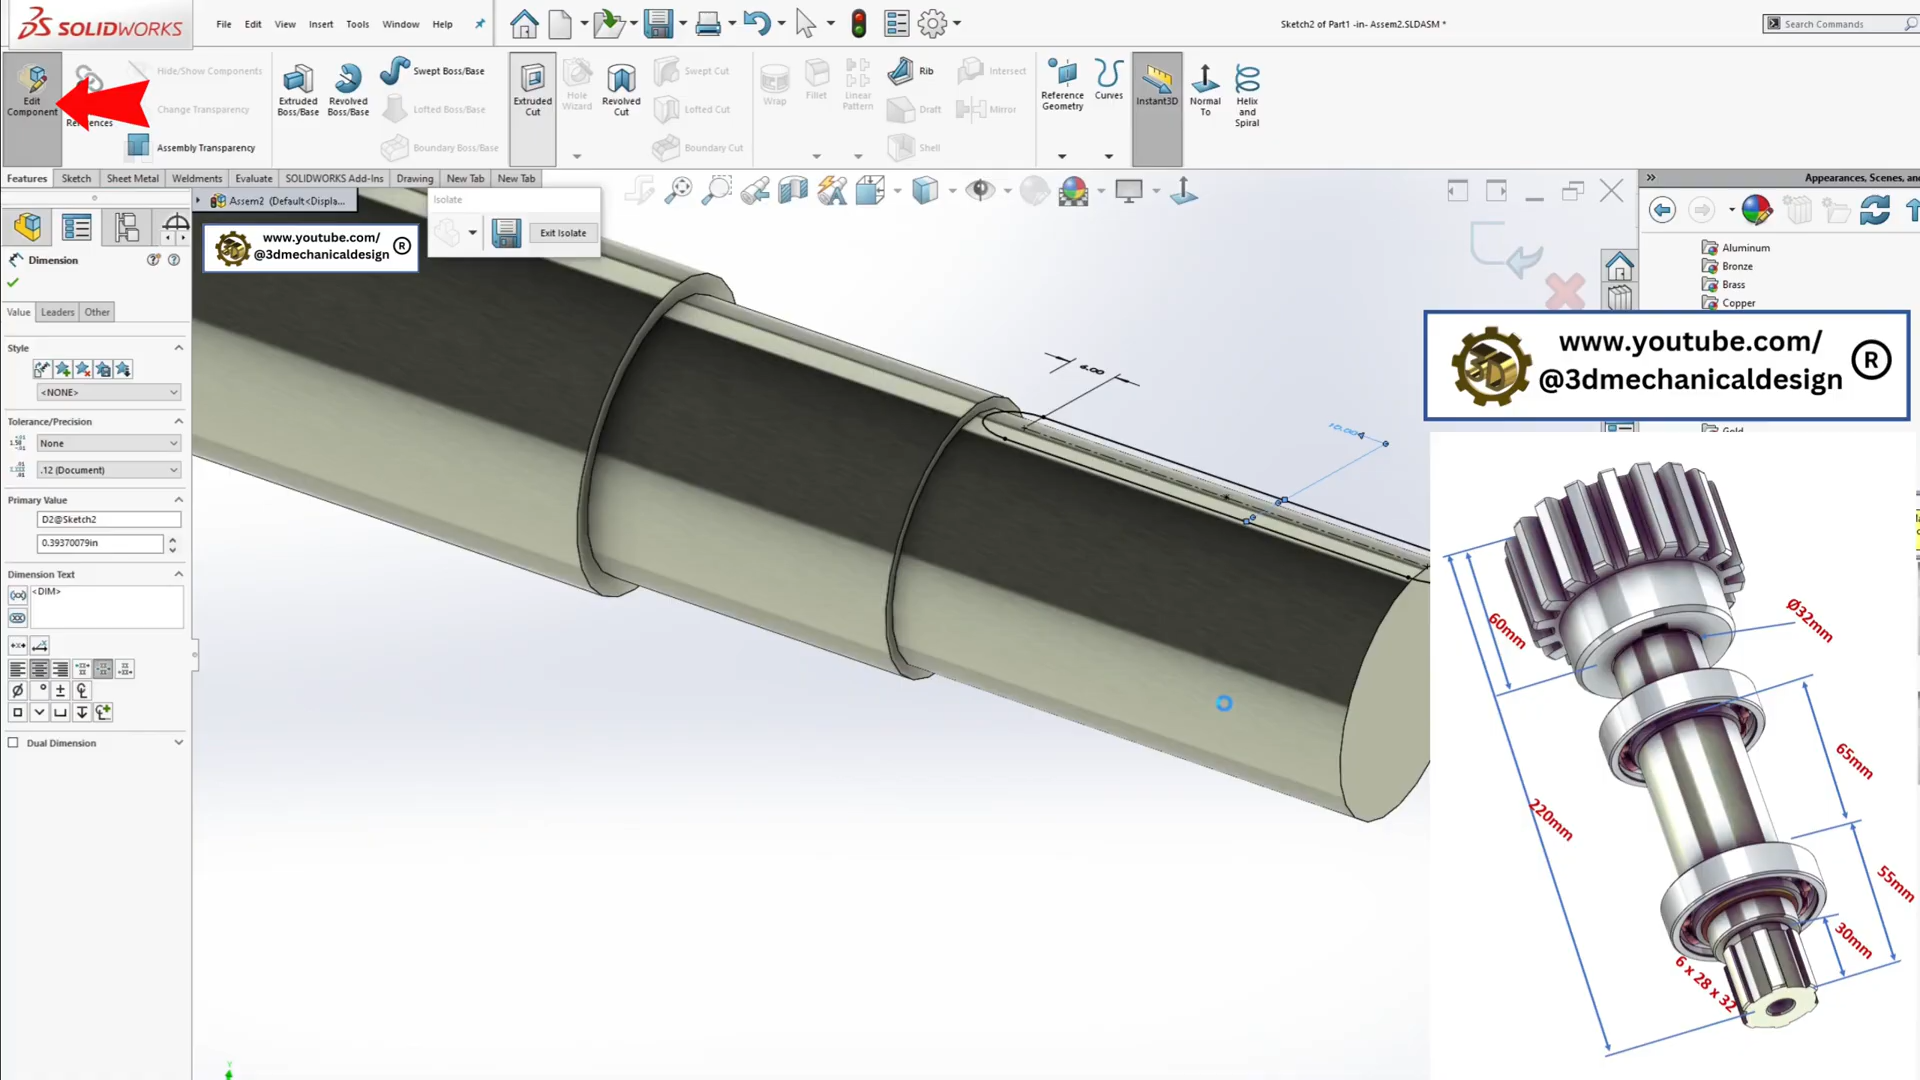 SOLIDWORKS
File
Edit
View
Insert
Tools
Window
Help
Sketch2 of Part1 -in- Assem2.SLDASM *
Search Commands
Edit
Component
Hide/Show Components
Change Transparency
Assembly Transparency
Extruded
Boss/Base
Revolved
Boss/Base
Swept Boss/Base
Lofted Boss/Base
Boundary Boss/Base
Extruded
Cut
Hole
Wizard
Revolved
Cut
Swept Cut
Lofted Cut
Boundary Cut
Wrap
Fillet
Linear
Pattern
Rib
Draft
Shell
Intersect
Mirror
Reference
Geometry
Curves
Instant3D
Normal
To
Helix
and
Spiral
Features
Sketch
Sheet Metal
Weldments
Evaluate
SOLIDWORKS Add-Ins
Drawing
New Tab
New Tab
Assem2 (Default<Displa...
Isolate
Exit Isolate
www.youtube.com/
@3dmechanicaldesign
®
Appearances, Scenes, an
Aluminum
Bronze
Brass
Copper
www.youtube.com/
@3dmechanicaldesign
®
Dimension
Value
Leaders
Other
Style
<NONE>
Tolerance/Precision
None
.12 (Document)
Primary Value
D2@Sketch2
0.39370079in
Dimension Text
<DIM>
Dual Dimension
6.00
10.00
60mm
Ø32mm
65mm
220mm
55mm
30mm
6 x 28 x 32